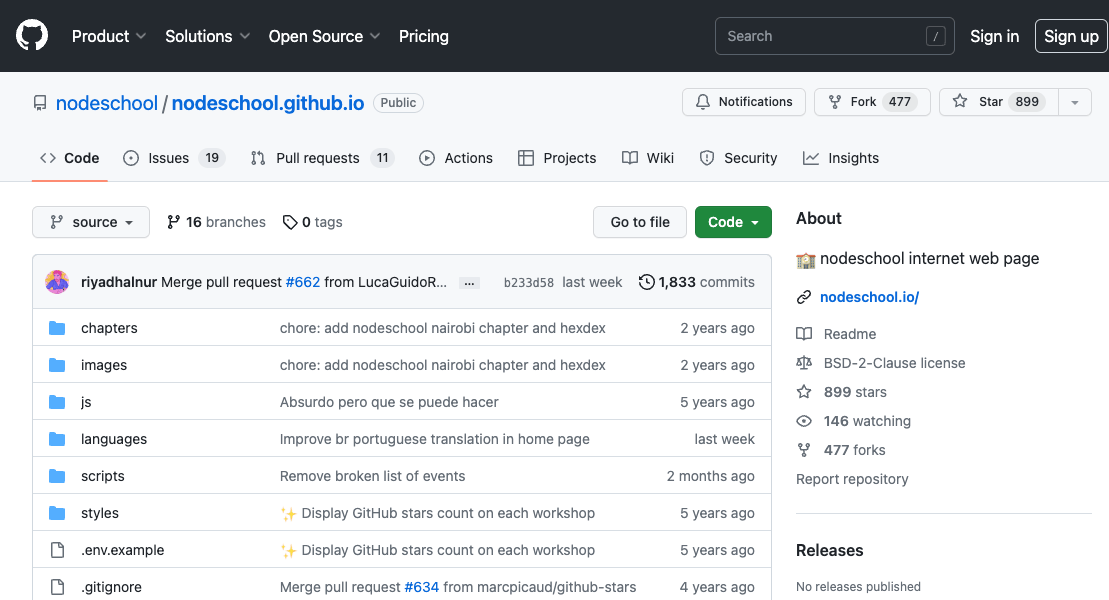 Product Solutions Open Source Pricing Search / Sign in Sign up
nodeschool / nodeschool.github.io Public Notifications Fork 477 Star 899
Code Issues 19 Pull requests 11 Actions Projects Wiki Security Insights
source 16 branches 0 tags Go to file Code
riyadhalnur Merge pull request #662 from LucaGuidoR... ... b233d58 last week 1,833 commits
chapters chore: add nodeschool nairobi chapter and hexdex 2 years ago
images chore: add nodeschool nairobi chapter and hexdex 2 years ago
js Absurdo pero que se puede hacer 5 years ago
languages Improve br portuguese translation in home page last week
scripts Remove broken list of events 2 months ago
styles ✨ Display GitHub stars count on each workshop 5 years ago
.env.example ✨ Display GitHub stars count on each workshop 5 years ago
.gitignore Merge pull request #634 from marcpicaud/github-stars 4 years ago
About
🏫 nodeschool internet web page
nodeschool.io/
Readme
BSD-2-Clause license
899 stars
146 watching
477 forks
Report repository
Releases
No releases published